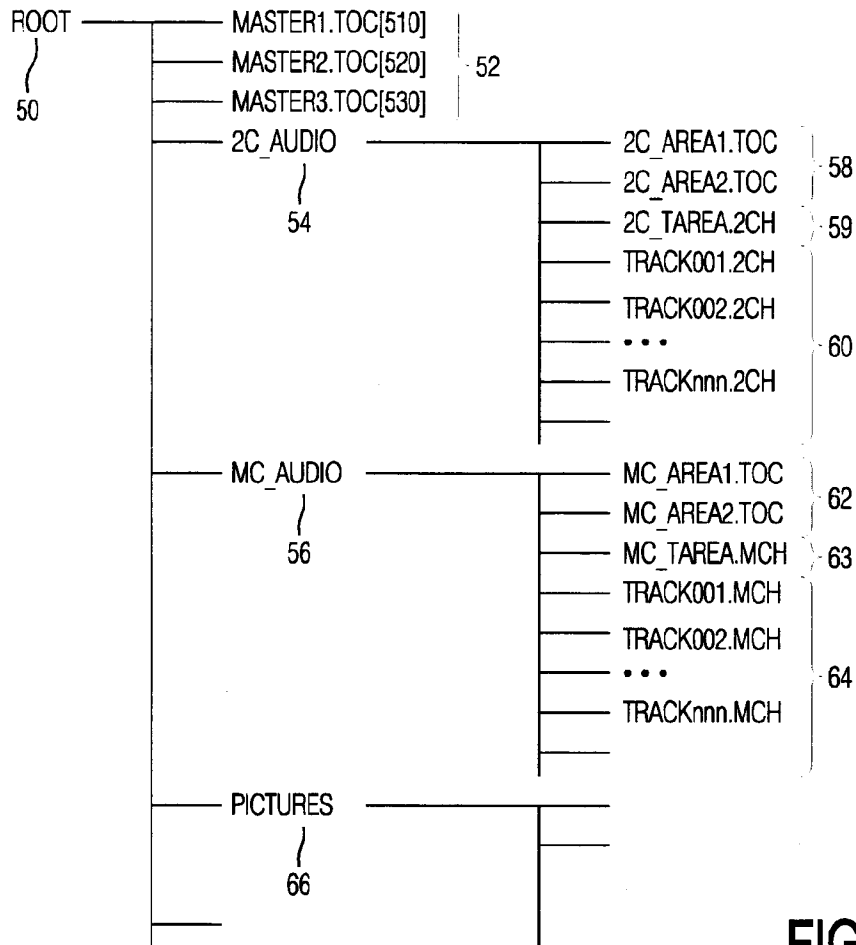 ROOT MASTER1.TOC[510]
MASTER2.TOC[520] 52
50 MASTER3.TOC[530]
2C_AUDIO 2C_AREA1.TOC 58
2C_AREA2.TOC
54 2C_TAREA.2CH 59
TRACK001.2CH
TRACK002.2CH
••• 60
TRACKnnn.2CH
MC_AUDIO MC_AREA1.TOC 62
MC_AREA2.TOC
56 MC_TAREA.MCH 63
TRACK001.MCH
TRACK002.MCH
••• 64
TRACKnnn.MCH
PICTURES
66
FIG